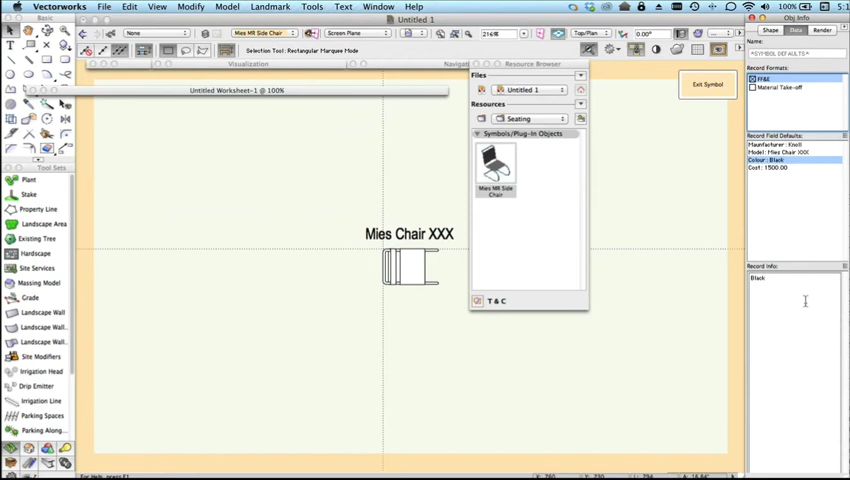 Vectorworks File Edit View Modify Model Landmark Tools Text Window Help 100% 5:1
Untitled 1
Basic
Obj Info
None
Mies MR Side Chair
Screen Plane
216%
Top/Plan
0.00°
Shape Data Render
Selection Tool: Rectangular Marquee Mode
Name:
*SYMBOL DEFAULTS*
Visualization
Resource Browser
Record Formats:
FF&E
Material Take-off
Untitled Worksheet-1 @ 100%
Files
Untitled 1
Exit Symbol
Resources
Seating
Symbols/Plug-In Objects
Mies MR Side
Chair
Record Field Defaults:
Maunfacturer: Knoll
Model: Mies Chair XXX
Colour: Black
Cost: 1500.00
Tool Sets
Plant
Stake
Property Line
Landscape Area
Existing Tree
Hardscape
Site Services
Massing Model
Grade
Landscape Wall
Landscape Wall..
Landscape Wall..
Site Modifiers
Irrigation Head
Drip Emitter
Irrigation Line
Parking Spaces
Parking Along...
Mies Chair XXX
Record Info:
Black
T & C
For Help, press F1